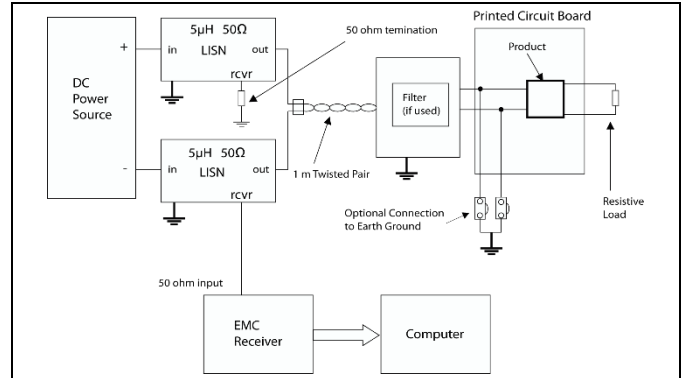 Printed Circuit Board
5μH 50Ω
in LISN out
rcvr
50 ohm temination
Product
+
DC
Power
Source
-
Filter
(if used)
5μH 50Ω
in LISN out
rcvr
1 m Twisted Pair
Optional Connection
to Earth Ground
Resistive
Load
50 ohm input
EMC
Receiver
Computer